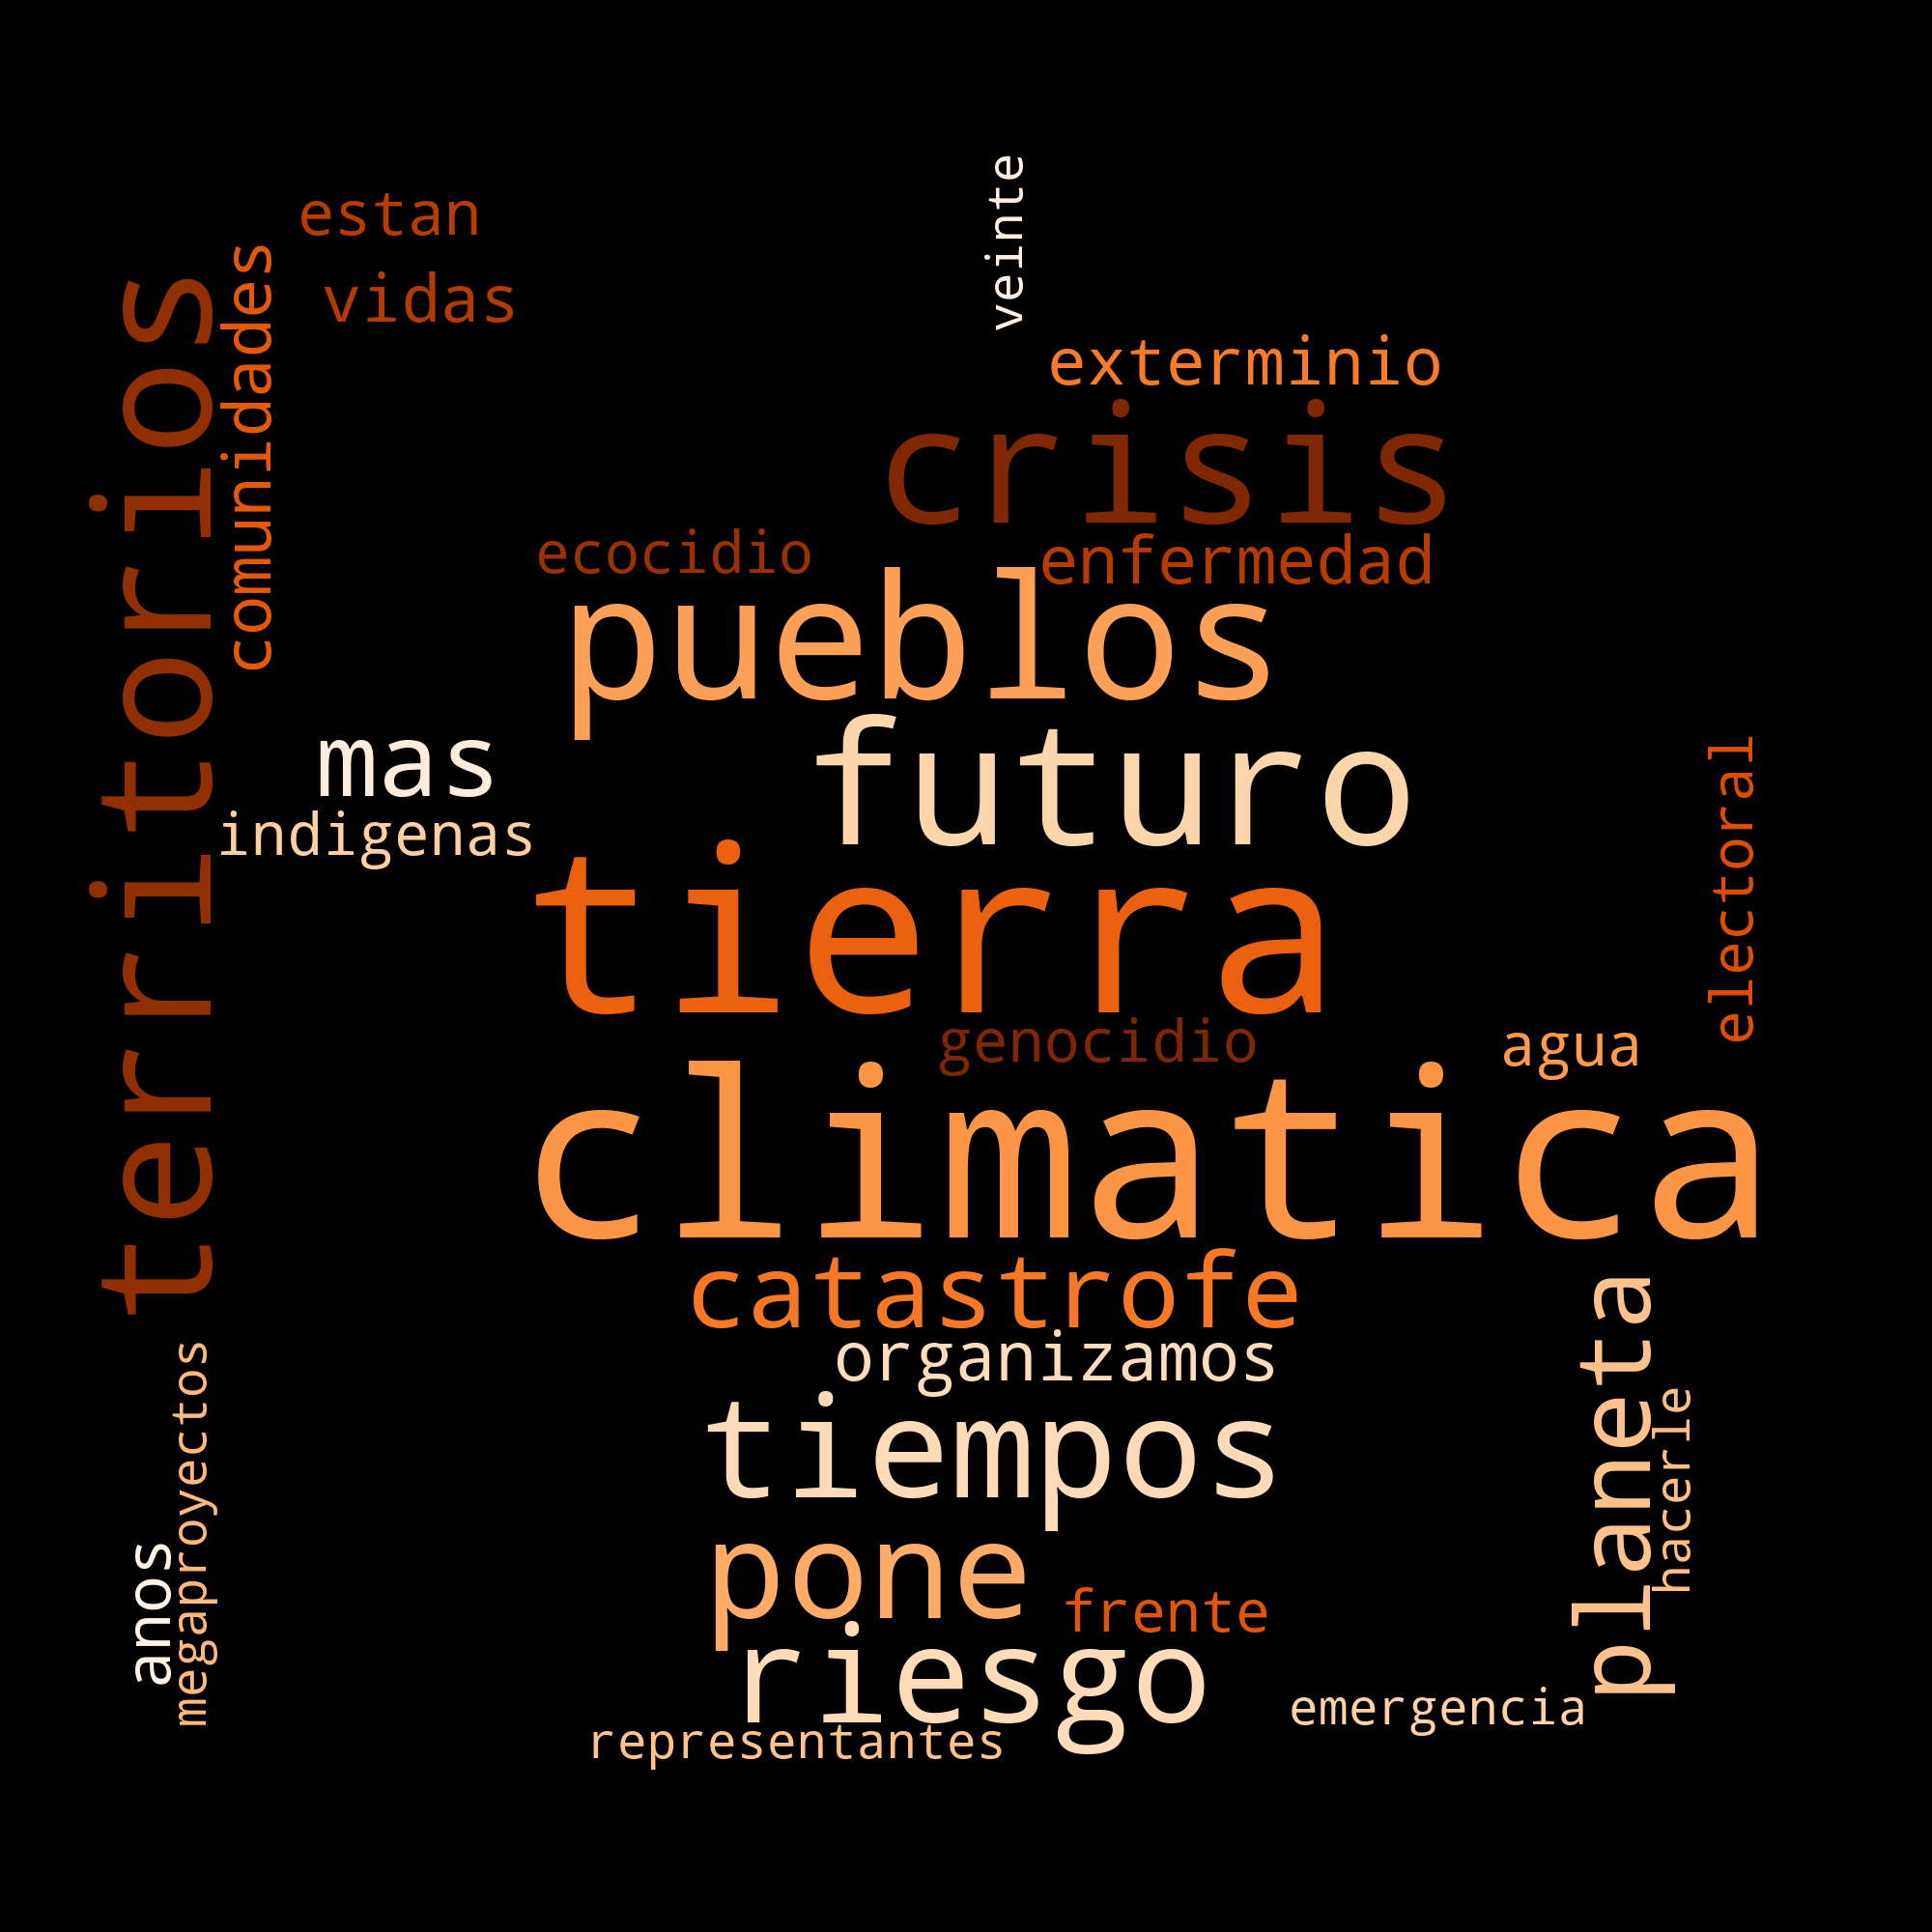 veinte
estan
comunidades
vidas
territorios
exterminio
crisis
ecocidio
enfermedad
pueblos
futuro
mas
electoral
indigenas
tierra
genocidio
agua
climatica
catastrofe
planeta
organizamos
megaproyectos
hacerle
tiempos
anos
pone
frente
riesgo
emergencia
representantes